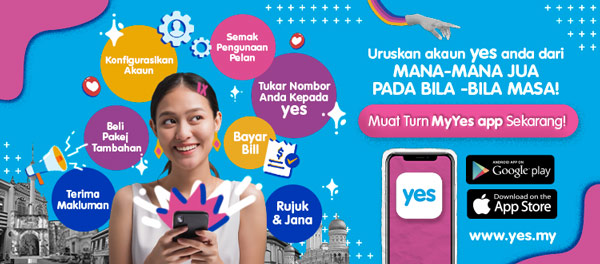 Semak
Pengunaan
Pelan
Konfigurasikan
Akaun
Tukar Nombor
Anda Kepada
yes
Beli
Pakej
Tambahan
Bayar
Bill
Terima
Makluman
Rujuk
& Jana
Uruskan akaun yes anda dari
MANA-MANA JUA
PADA BILA -BILA MASA!
Muat Turn MyYes app Sekarang!
yes
ANDROID APP ON
Google play
Download on the
App Store
www.yes.my